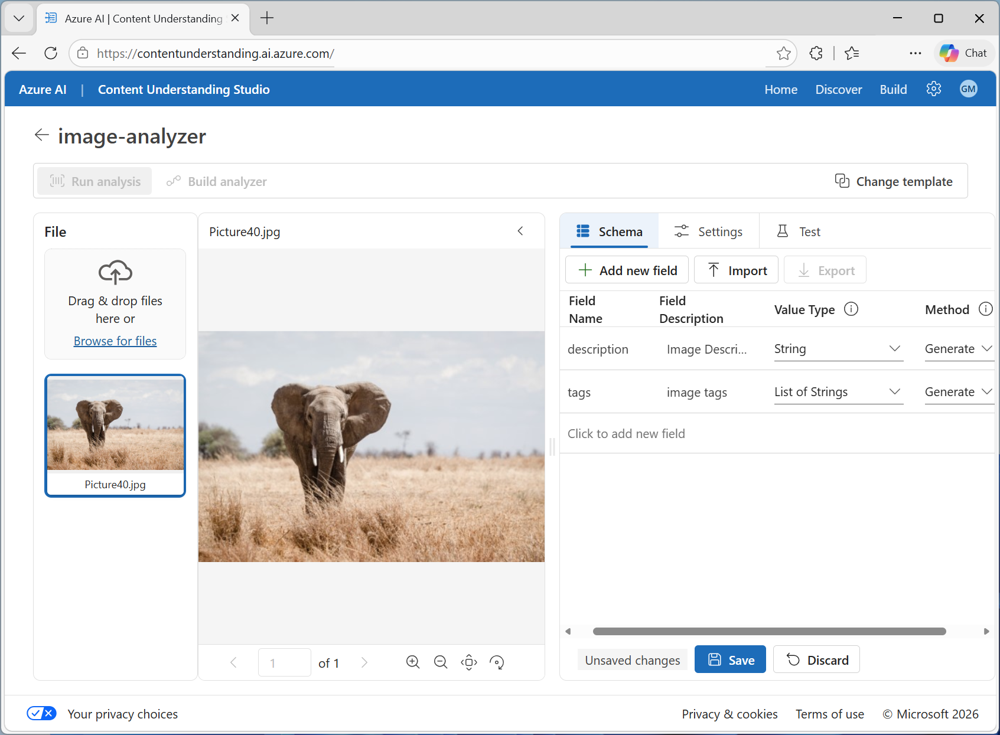 Azure AI | Content Understanding
https://contentunderstanding.ai.azure.com/
Chat
Azure AI | Content Understanding Studio
Home
Discover
Build
GM
image-analyzer
Run analysis
Build analyzer
Change template
File
Drag & drop files
here or
Browse for files
Picture40.jpg
Picture40.jpg
1 of 1
Schema
Settings
Test
Add new field
Import
Export
Field Name
Field Description
Value Type
Method
description
Image Descri...
String
Generate
tags
image tags
List of Strings
Generate
Click to add new field
Unsaved changes
Save
Discard
Your privacy choices
Privacy & cookies
Terms of use
© Microsoft 2026